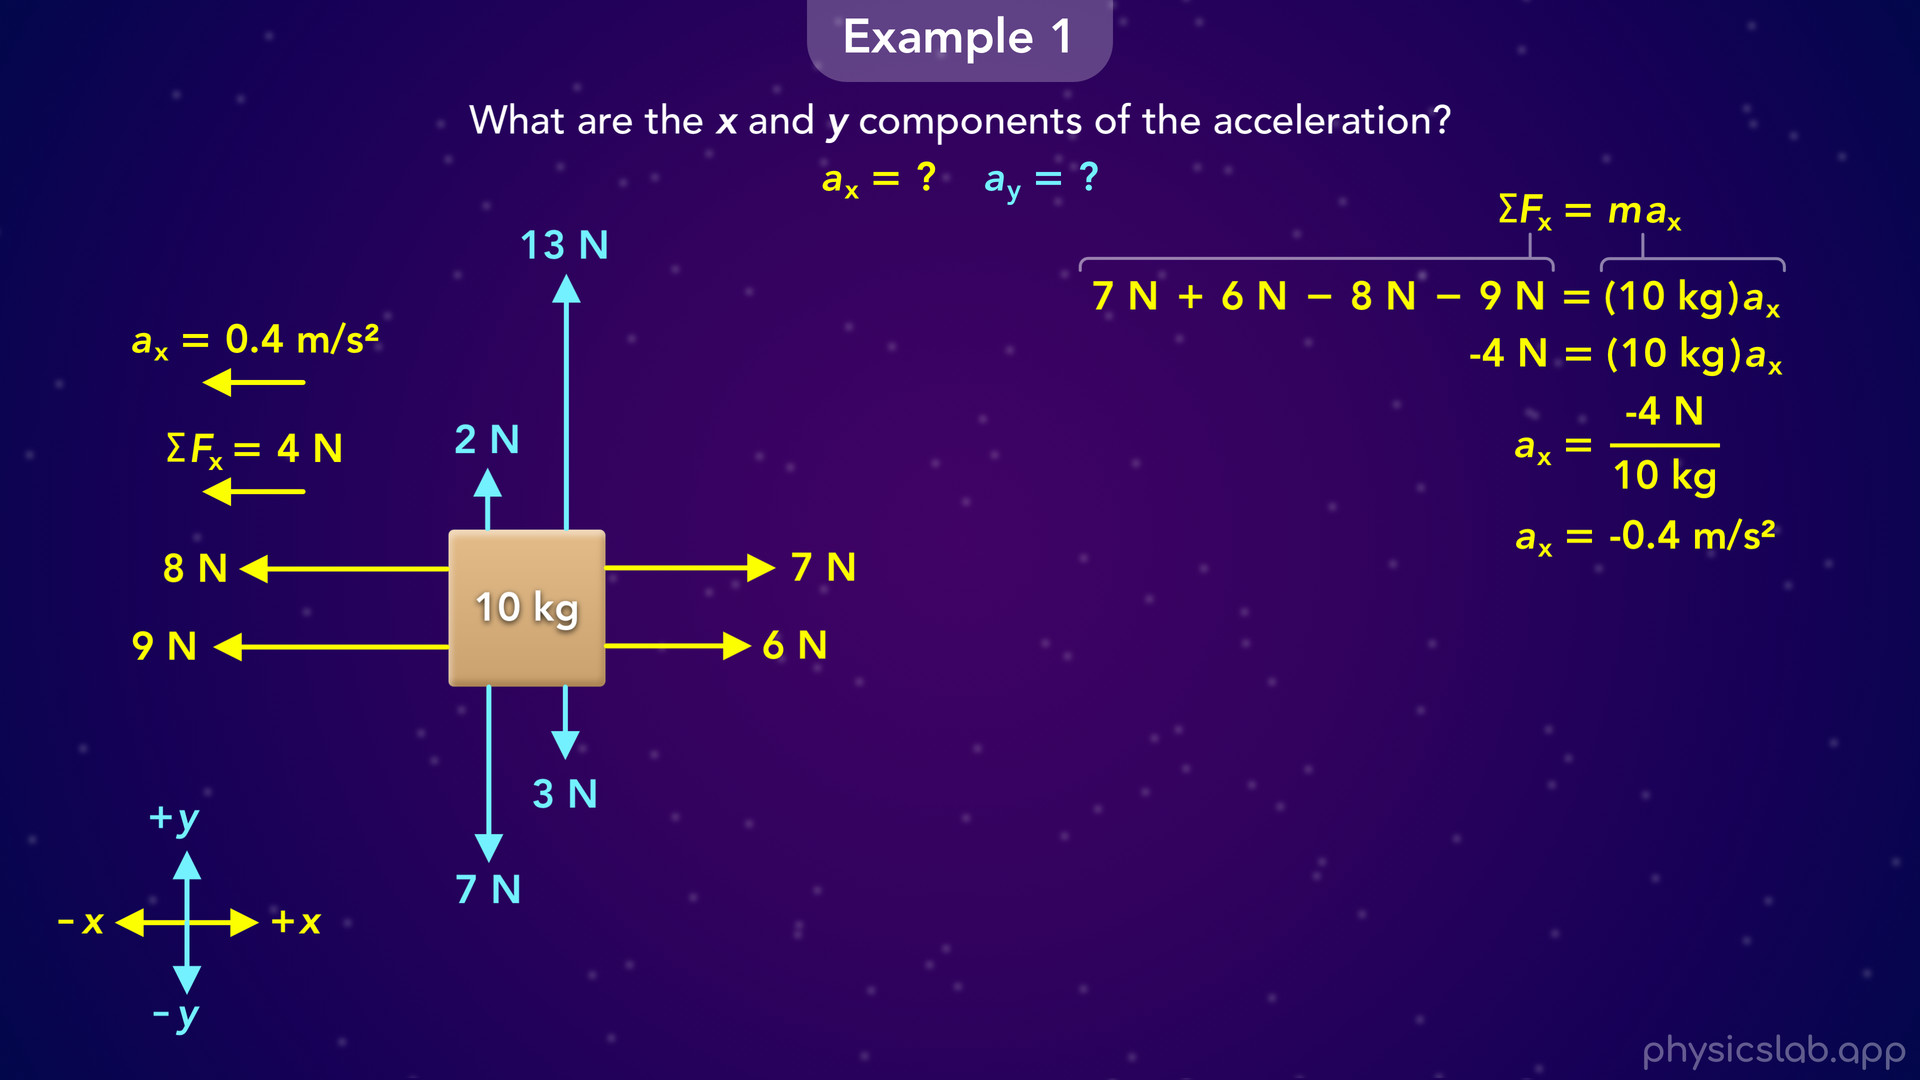 Example 1
What are the x and y components of the acceleration?
aₓ = ? a_y = ?
ΣFₓ = maₓ
7 N + 6 N − 8 N − 9 N = (10 kg)aₓ
-4 N = (10 kg)aₓ
aₓ = -4 N / 10 kg
aₓ = -0.4 m/s²
13 N
aₓ = 0.4 m/s²
2 N
ΣFₓ = 4 N
8 N
7 N
10 kg
9 N
6 N
3 N
7 N
+y
-x
+x
-y
physicslab.app